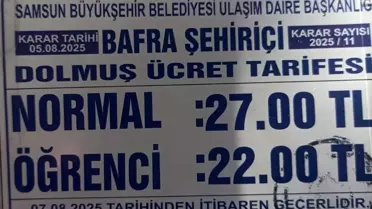 SAMSUN BÜYÜKŞEHİR BELEDİYESİ ULAŞIM DAİRE BAŞKANLIĞI
KARAR TARİHİ
05.08.2025
BAFRA ŞEHİRİÇİ
KARAR SAYISI
2025/11
DOLMUŞ ÜCRET TARİFESİ
NORMAL :27.00 TL
ÖĞRENCİ :22.00 TL
07.08.2025 TARİHİNDEN İTİBAREN GEÇERLİDİR.